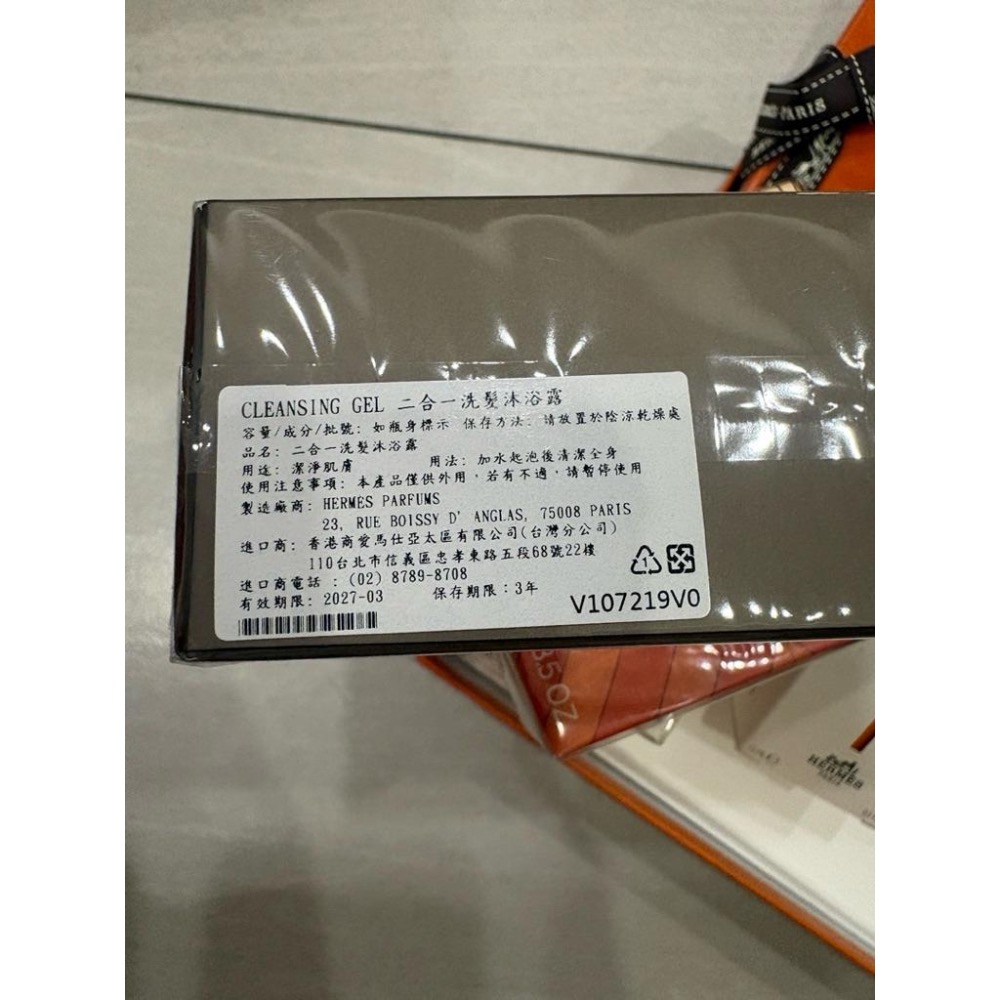 PARIS
CLEANSING GEL 二合一洗髮沐浴露
容量/成分/批號: 如瓶身標示 保存方法: 請放置於陰涼乾燥處
品名: 二合一洗髮沐浴露
用途: 潔淨肌膚 用法: 加水起泡後清潔全身
使用注意事項: 本產品僅供外用,若有不適,請暫停使用
製造廠商: HERMES PARFUMS
23, RUE BOISSY D' ANGLAS, 75008 PARIS
進口商: 香港商愛馬仕亞太區有限公司(台灣分公司)
110台北市信義區忠孝東路五段68號22樓
進口商電話 : (02) 8789-8708
有效期限: 2027-03 保存期限:3年
V107219V0
3.5 OZ
HERMES
PARIS